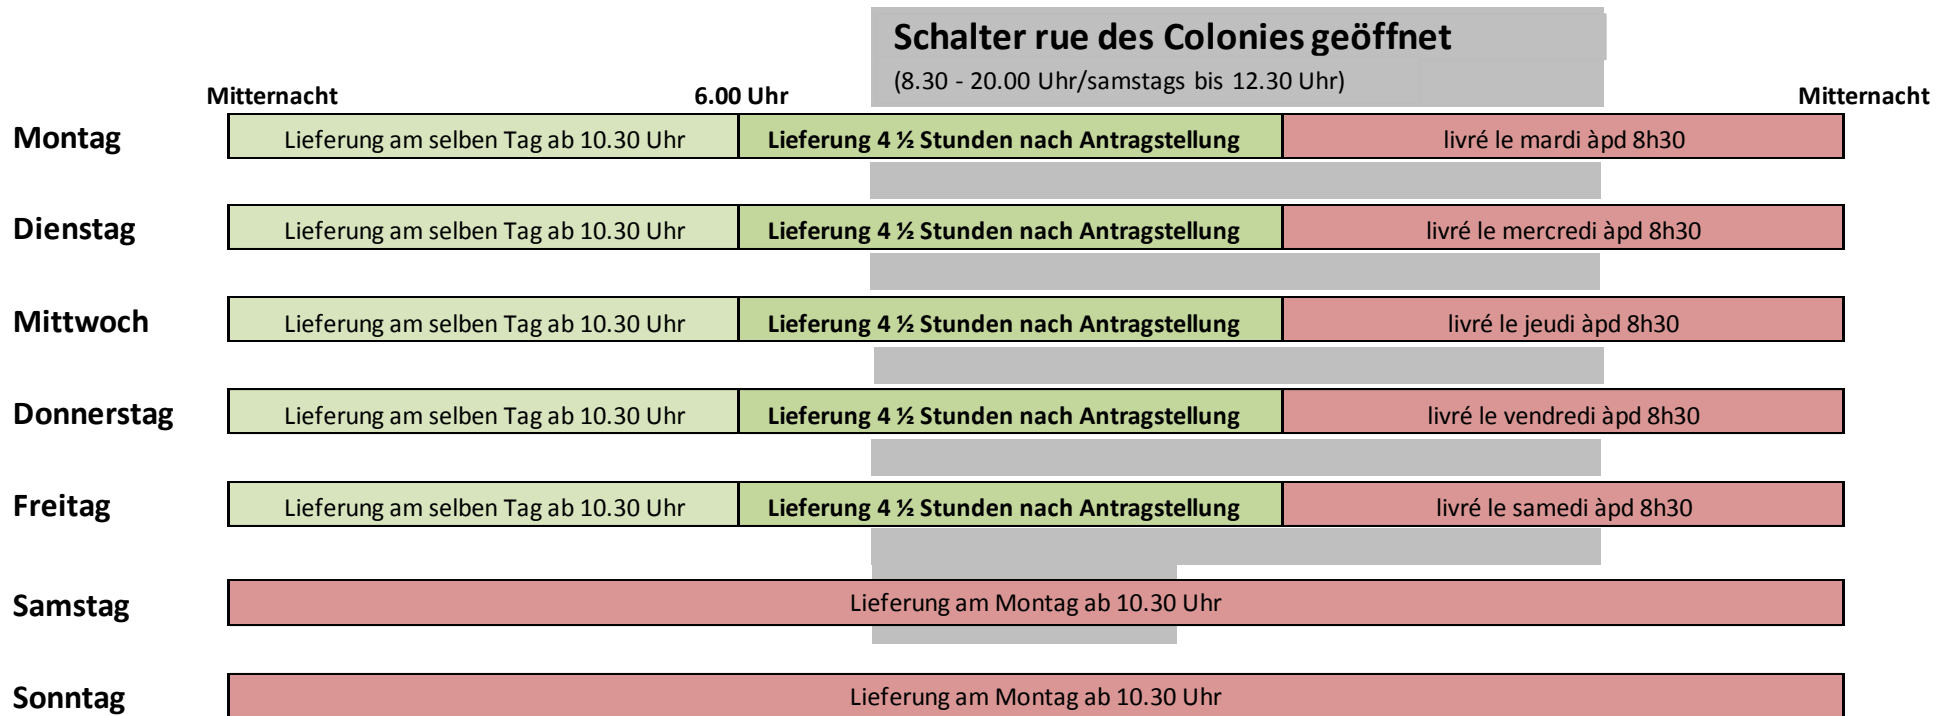 Schalter rue des Colonies geöffnet
(8.30 - 20.00 Uhr/samstags bis 12.30 Uhr)
Mitternacht 6.00 Uhr Mitternacht
Montag Lieferung am selben Tag ab 10.30 Uhr Lieferung 4 ½ Stunden nach Antragstellung livré le mardi àpd 8h30
Dienstag Lieferung am selben Tag ab 10.30 Uhr Lieferung 4 ½ Stunden nach Antragstellung livré le mercredi àpd 8h30
Mittwoch Lieferung am selben Tag ab 10.30 Uhr Lieferung 4 ½ Stunden nach Antragstellung livré le jeudi àpd 8h30
Donnerstag Lieferung am selben Tag ab 10.30 Uhr Lieferung 4 ½ Stunden nach Antragstellung livré le vendredi àpd 8h30
Freitag Lieferung am selben Tag ab 10.30 Uhr Lieferung 4 ½ Stunden nach Antragstellung livré le samedi àpd 8h30
Samstag Lieferung am Montag ab 10.30 Uhr
Sonntag Lieferung am Montag ab 10.30 Uhr